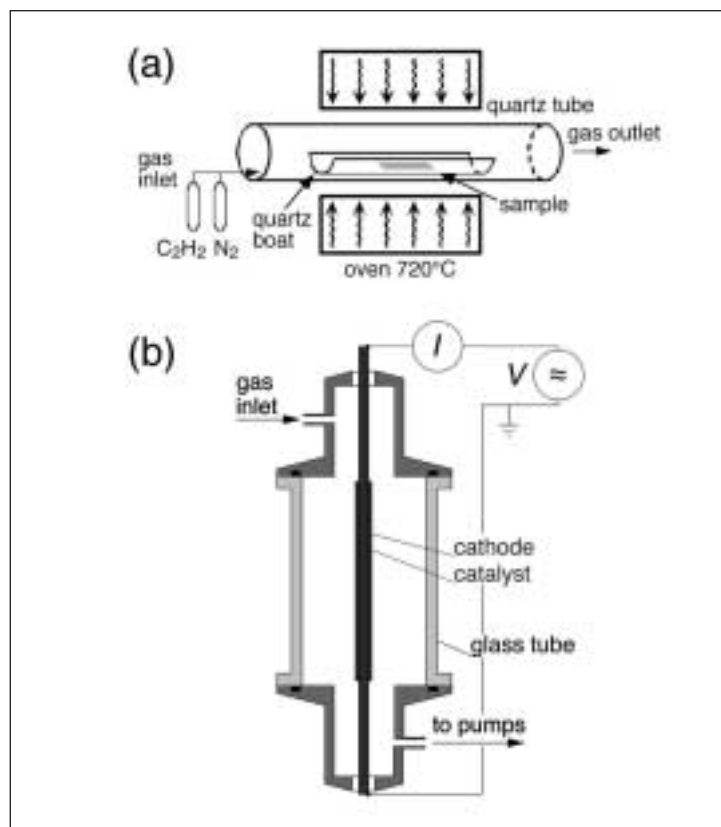 (a)
quartz tube
gas outlet
gas
inlet
C2H2 N2
quartz
boat
sample
oven 720°C
(b)
I
V ≈
gas
inlet
cathode
catalyst
glass tube
to pumps